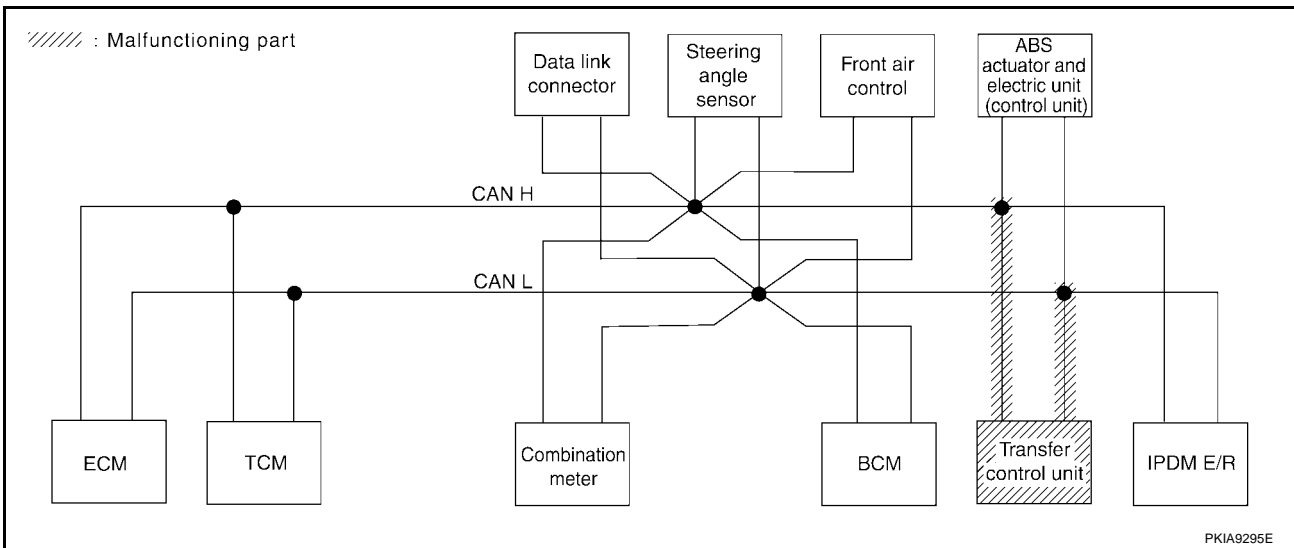 : Malfunctioning part
Data link
connector
Steering
angle
sensor
Front air
control
ABS
actuator and
electric unit
(control unit)
CAN H
CAN L
ECM
TCM
Combination
meter
BCM
Transfer
control unit
IPDM E/R
PKIA9295E